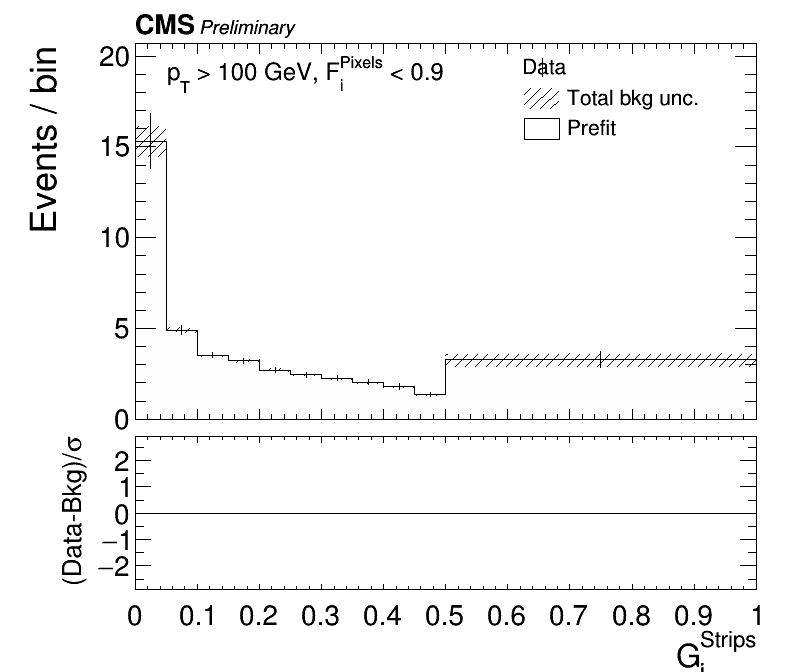 CMS Preliminary
p_T > 100 GeV, F_i^Pixels < 0.9
Data
Total bkg unc.
Prefit
Events / bin
20
15
10
5
0
(Data-Bkg)/σ
2
1
0
−1
−2
0 0.1 0.2 0.3 0.4 0.5 0.6 0.7 0.8 0.9 1
G_i^Strips